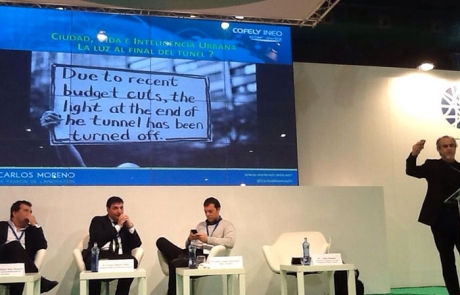 COFELY INEO
CIUDAD, VIDA E INTELIGENCIA URBANA
LA LUZ AL FINAL DEL TUNEL ?
Due to recent
budget cuts, the
light at the end of
the tunnel has been
turned off.
CARLOS MORENO